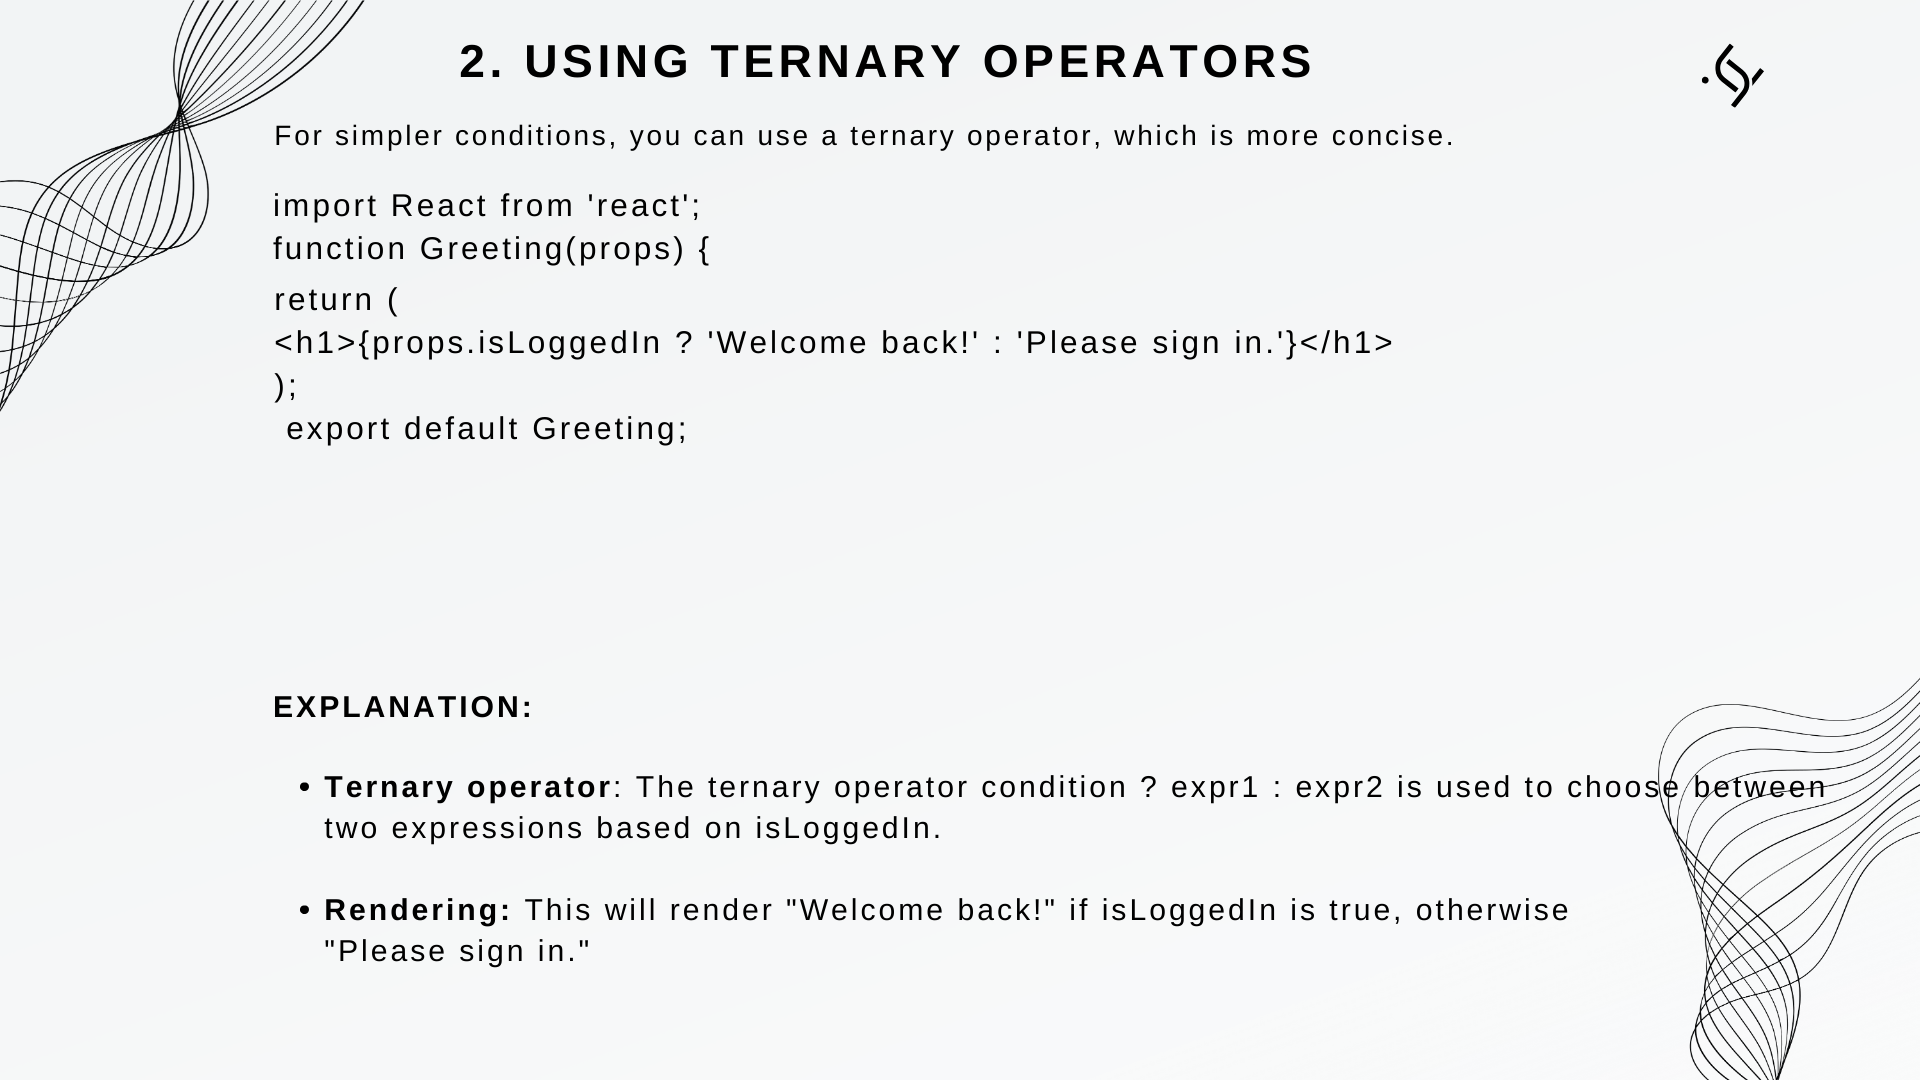 2. USING TERNARY OPERATORS
For simpler conditions, you can use a ternary operator, which is more concise.
import React from 'react';
function Greeting(props) {
return (
<h1>{props.isLoggedIn ? 'Welcome back!' : 'Please sign in.'}</h1>
);
export default Greeting;
EXPLANATION:
• Ternary operator: The ternary operator condition ? expr1 : expr2 is used to choose between
two expressions based on isLoggedIn.
• Rendering: This will render "Welcome back!" if isLoggedIn is true, otherwise
"Please sign in."